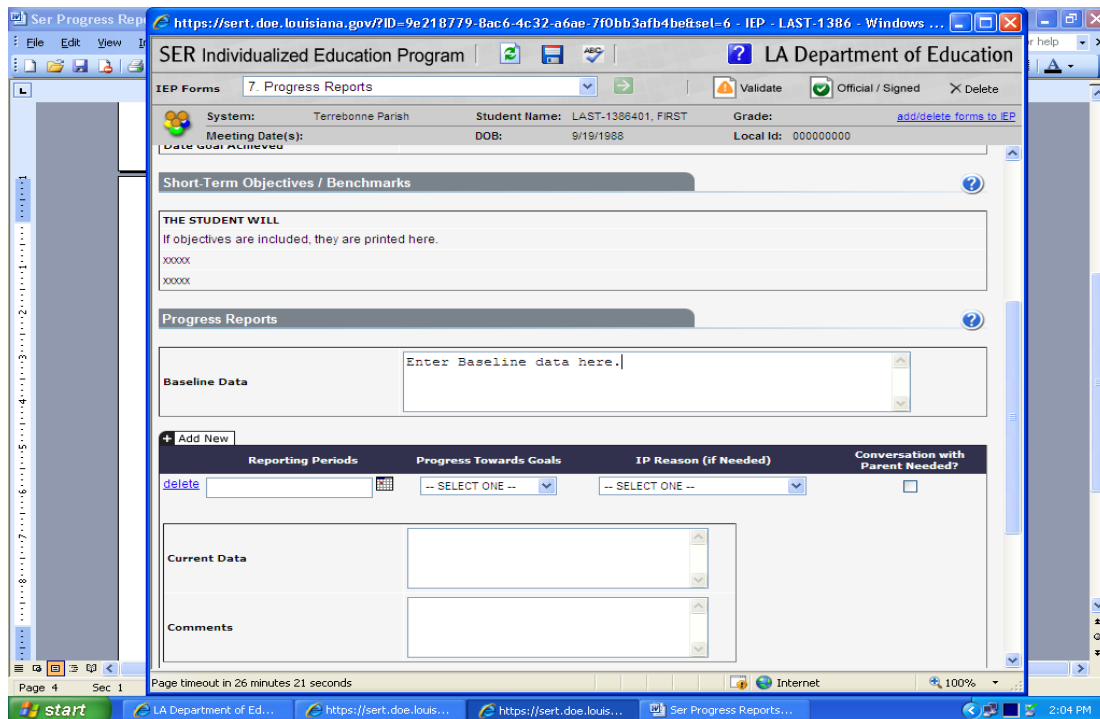 Ser Progress Rep
https://sert.doe.louisiana.gov/?ID=9e218779-8ac6-4c32-a6ae-7f0bb3afb4be&sel=6 - IEP - LAST-1386 - Windows ...
File Edit View
SER Individualized Education Program
ABC
? LA Department of Education
IEP Forms
7. Progress Reports
Validate
Official / Signed
Delete
System: Terrebonne Parish Student Name: LAST-1386401, FIRST Grade: add/delete forms to IEP
Meeting Date(s): DOB: 9/19/1988 Local Id: 000000000
Date Goal Achieved
Short-Term Objectives / Benchmarks
?
THE STUDENT WILL
If objectives are included, they are printed here.
xxxxx
xxxxx
Progress Reports
?
Baseline Data
Enter Baseline data here.
+ Add New
Reporting Periods Progress Towards Goals IP Reason (if Needed) Conversation with Parent Needed?
delete -- SELECT ONE -- -- SELECT ONE --
Current Data
Comments
Page timeout in 26 minutes 21 seconds
Internet
100%
Page 4 Sec 1
start
LA Department of Ed...
https://sert.doe.louis...
https://sert.doe.louis...
Ser Progress Reports...
2:04 PM